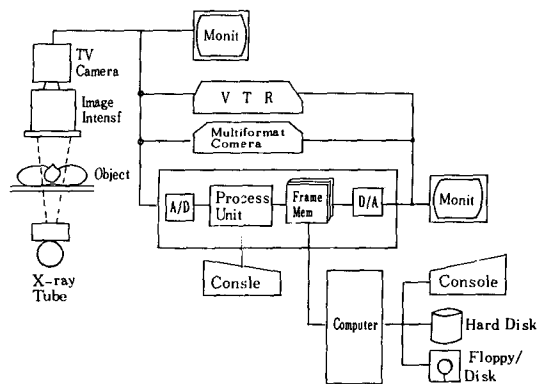 TV
Camera
Image
Intensf
Object
X-ray
Tube
Monit
V T R
Multiformat
Camera
A/D
Process
Unit
Frame
Mem
D/A
Monit
Consle
Computer
Console
Hard Disk
Floppy/
Disk